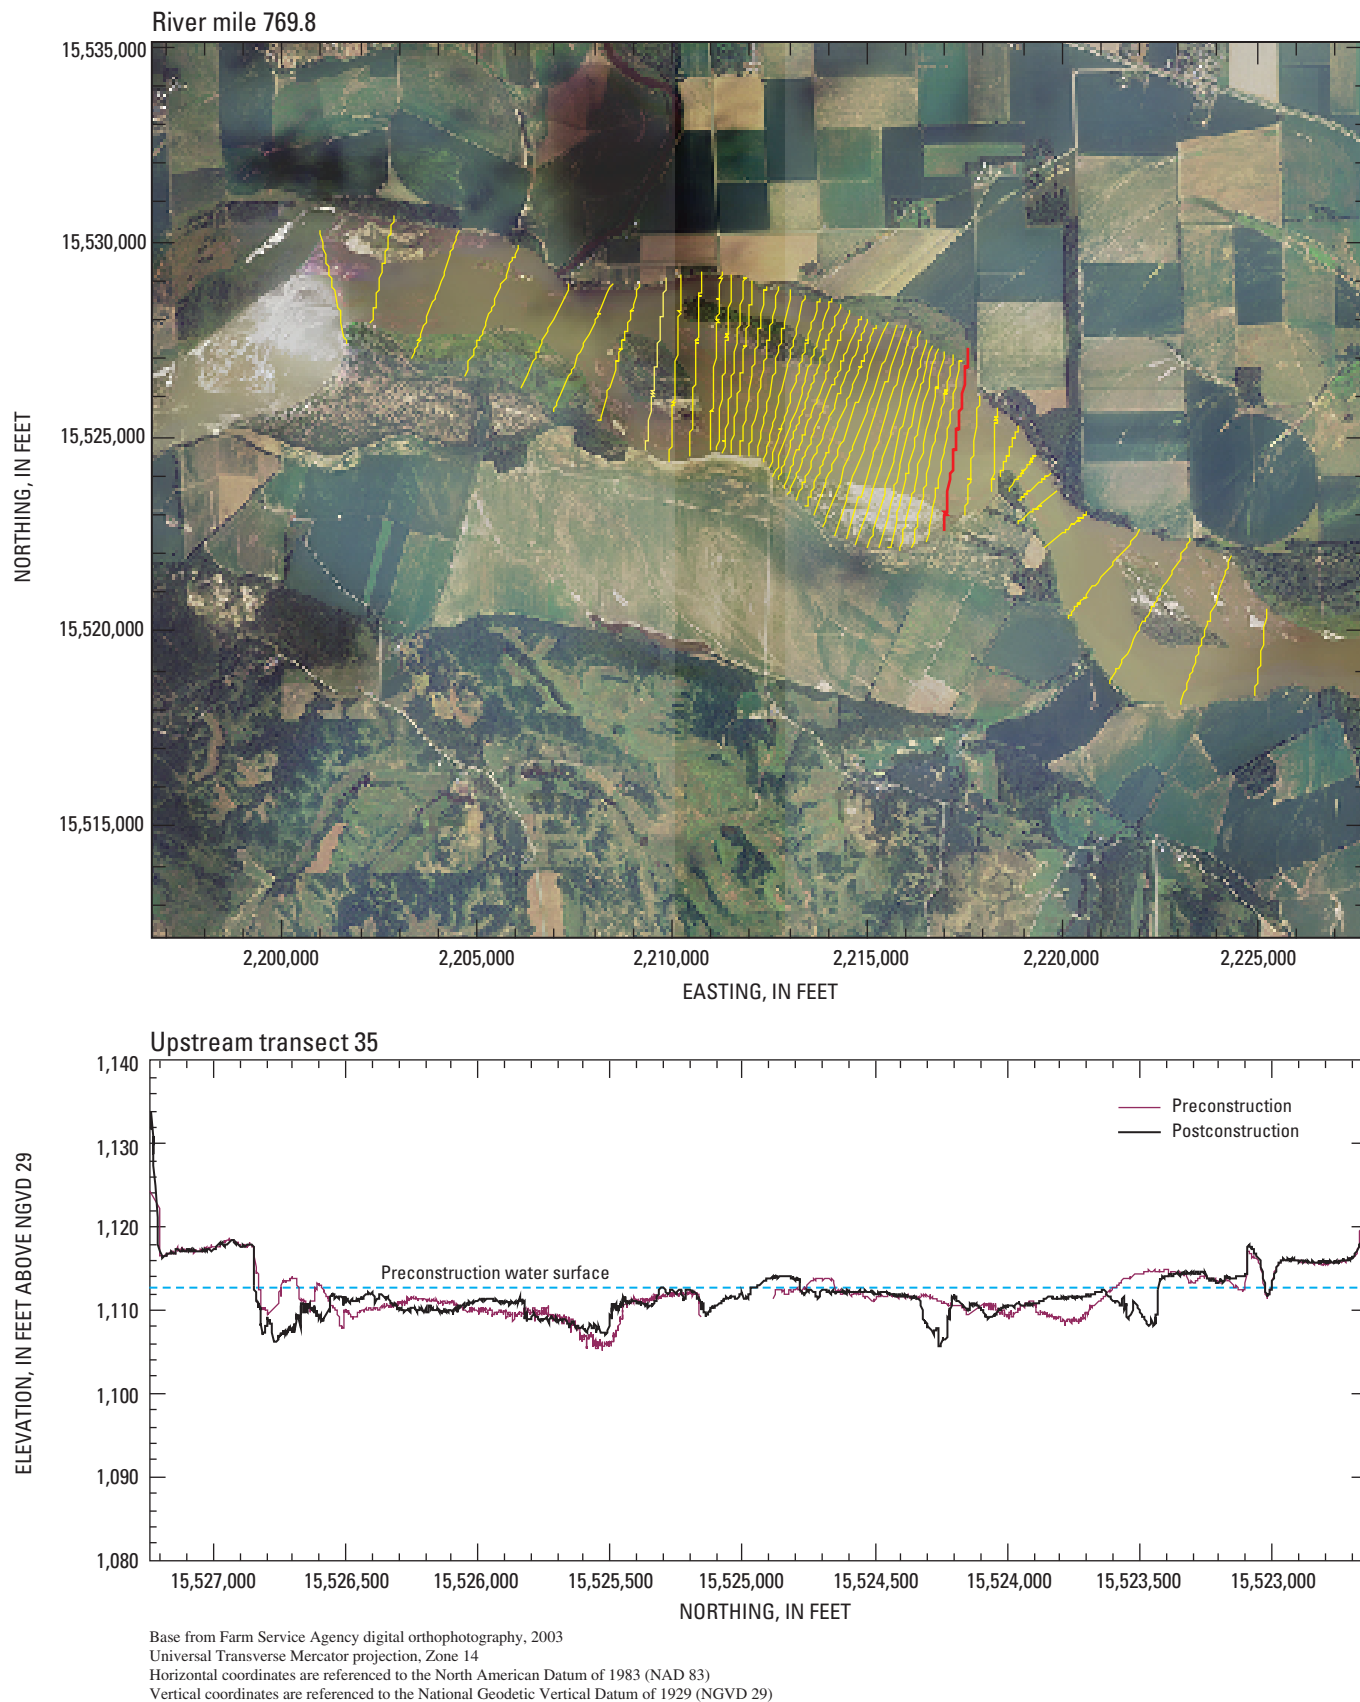 River mile 769.8
15,535,000
15,530,000
15,525,000
15,520,000
15,515,000
NORTHING, IN FEET
2,200,000 2,205,000 2,210,000 2,215,000 2,220,000 2,225,000
EASTING, IN FEET
Upstream transect 35
1,140
1,130
1,120
1,110
1,100
1,090
1,080
ELEVATION, IN FEET ABOVE NGVD 29
Preconstruction
Postconstruction
Preconstruction water surface
15,527,000 15,526,500 15,526,000 15,525,500 15,525,000 15,524,500 15,524,000 15,523,500 15,523,000
NORTHING, IN FEET
Base from Farm Service Agency digital orthophotography, 2003
Universal Transverse Mercator projection, Zone 14
Horizontal coordinates are referenced to the North American Datum of 1983 (NAD 83)
Vertical coordinates are referenced to the National Geodetic Vertical Datum of 1929 (NGVD 29)